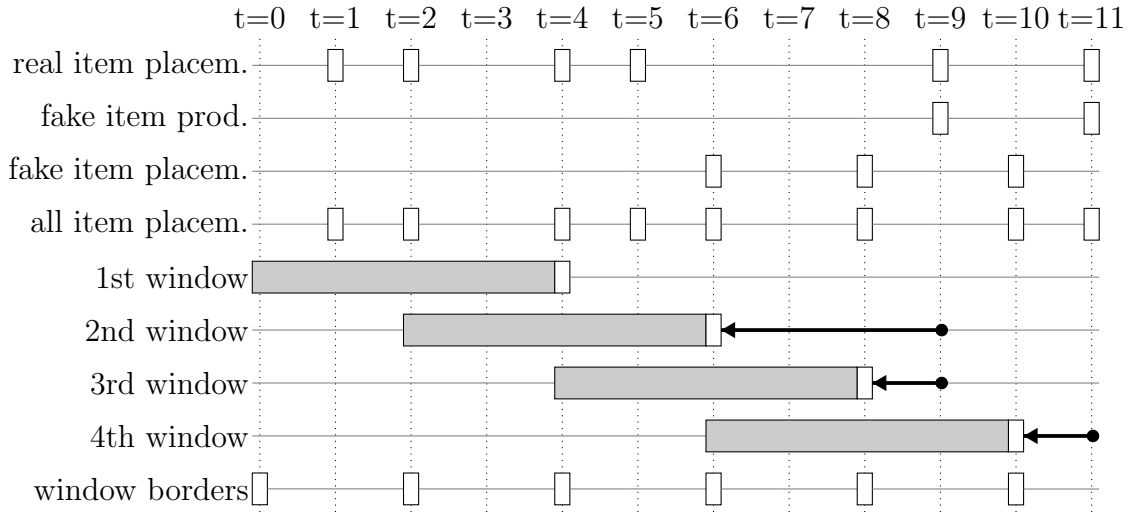 t=0 t=1 t=2 t=3 t=4 t=5 t=6 t=7 t=8 t=9 t=10 t=11
real item placem.
fake item prod.
fake item placem.
all item placem.
1st window
2nd window
3rd window
4th window
window borders